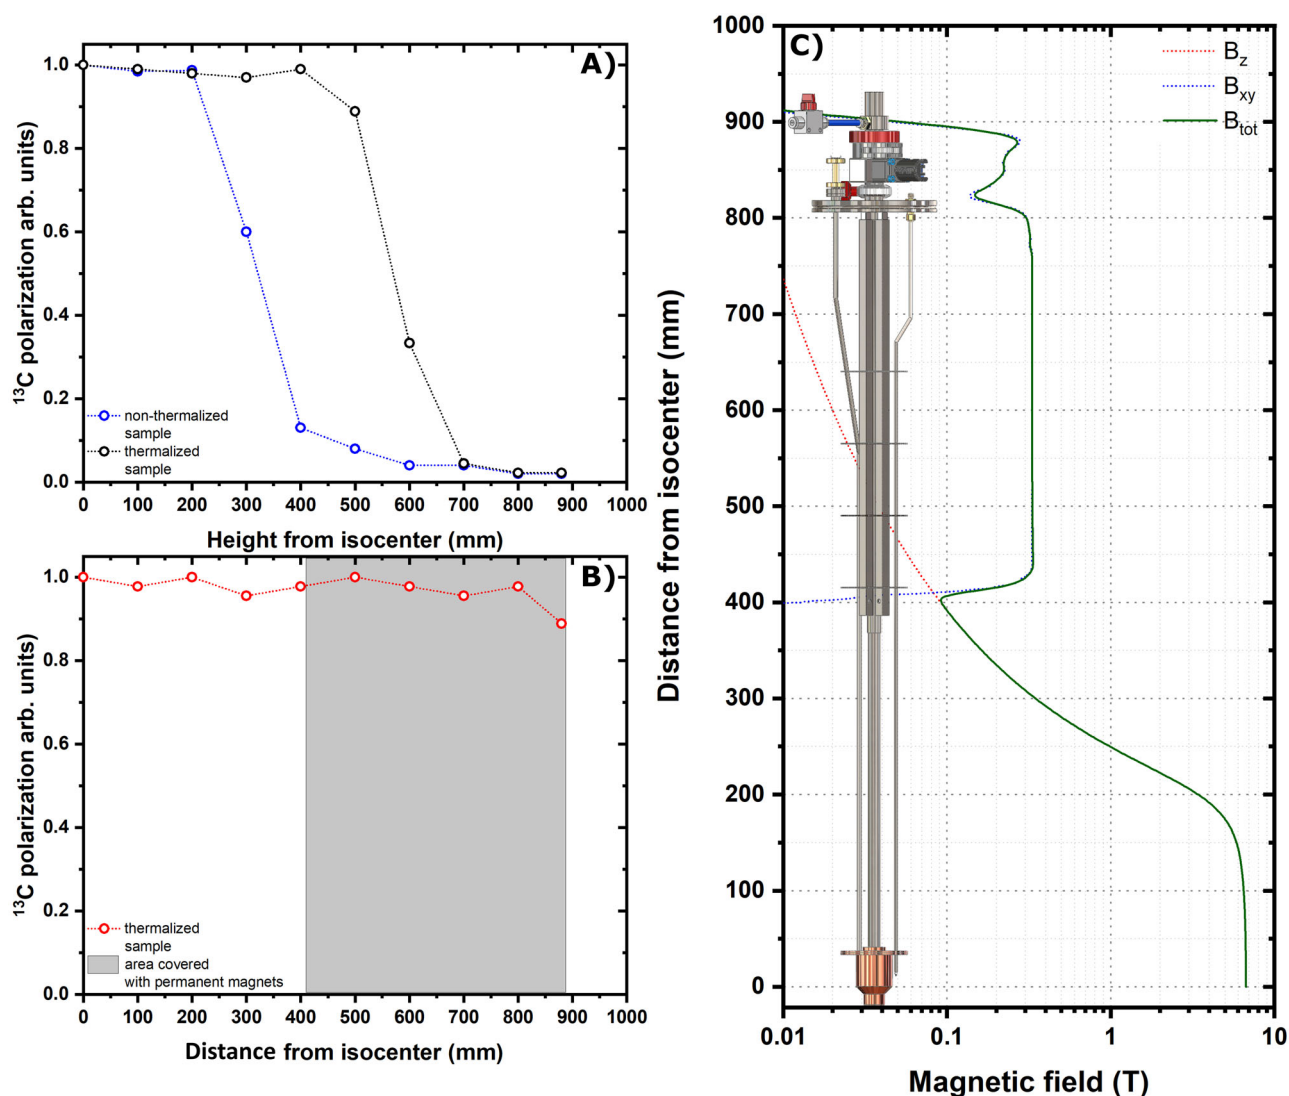 A)
1.0
0.8
0.6
0.4
0.2
0.0
¹³C polarization arb. units
non-thermalized
sample
thermalized
sample
0 100 200 300 400 500 600 700 800 900 1000
Height from isocenter (mm)
B)
1.0
0.8
0.6
0.4
0.2
0.0
¹³C polarization arb. units
thermalized
sample
area covered
with permanent magnets
0 100 200 300 400 500 600 700 800 900 1000
Distance from isocenter (mm)
C)
B_z
B_xy
B_tot
1000
900
800
700
600
500
400
300
200
100
0
Distance from isocenter (mm)
0.01 0.1 1 10
Magnetic field (T)